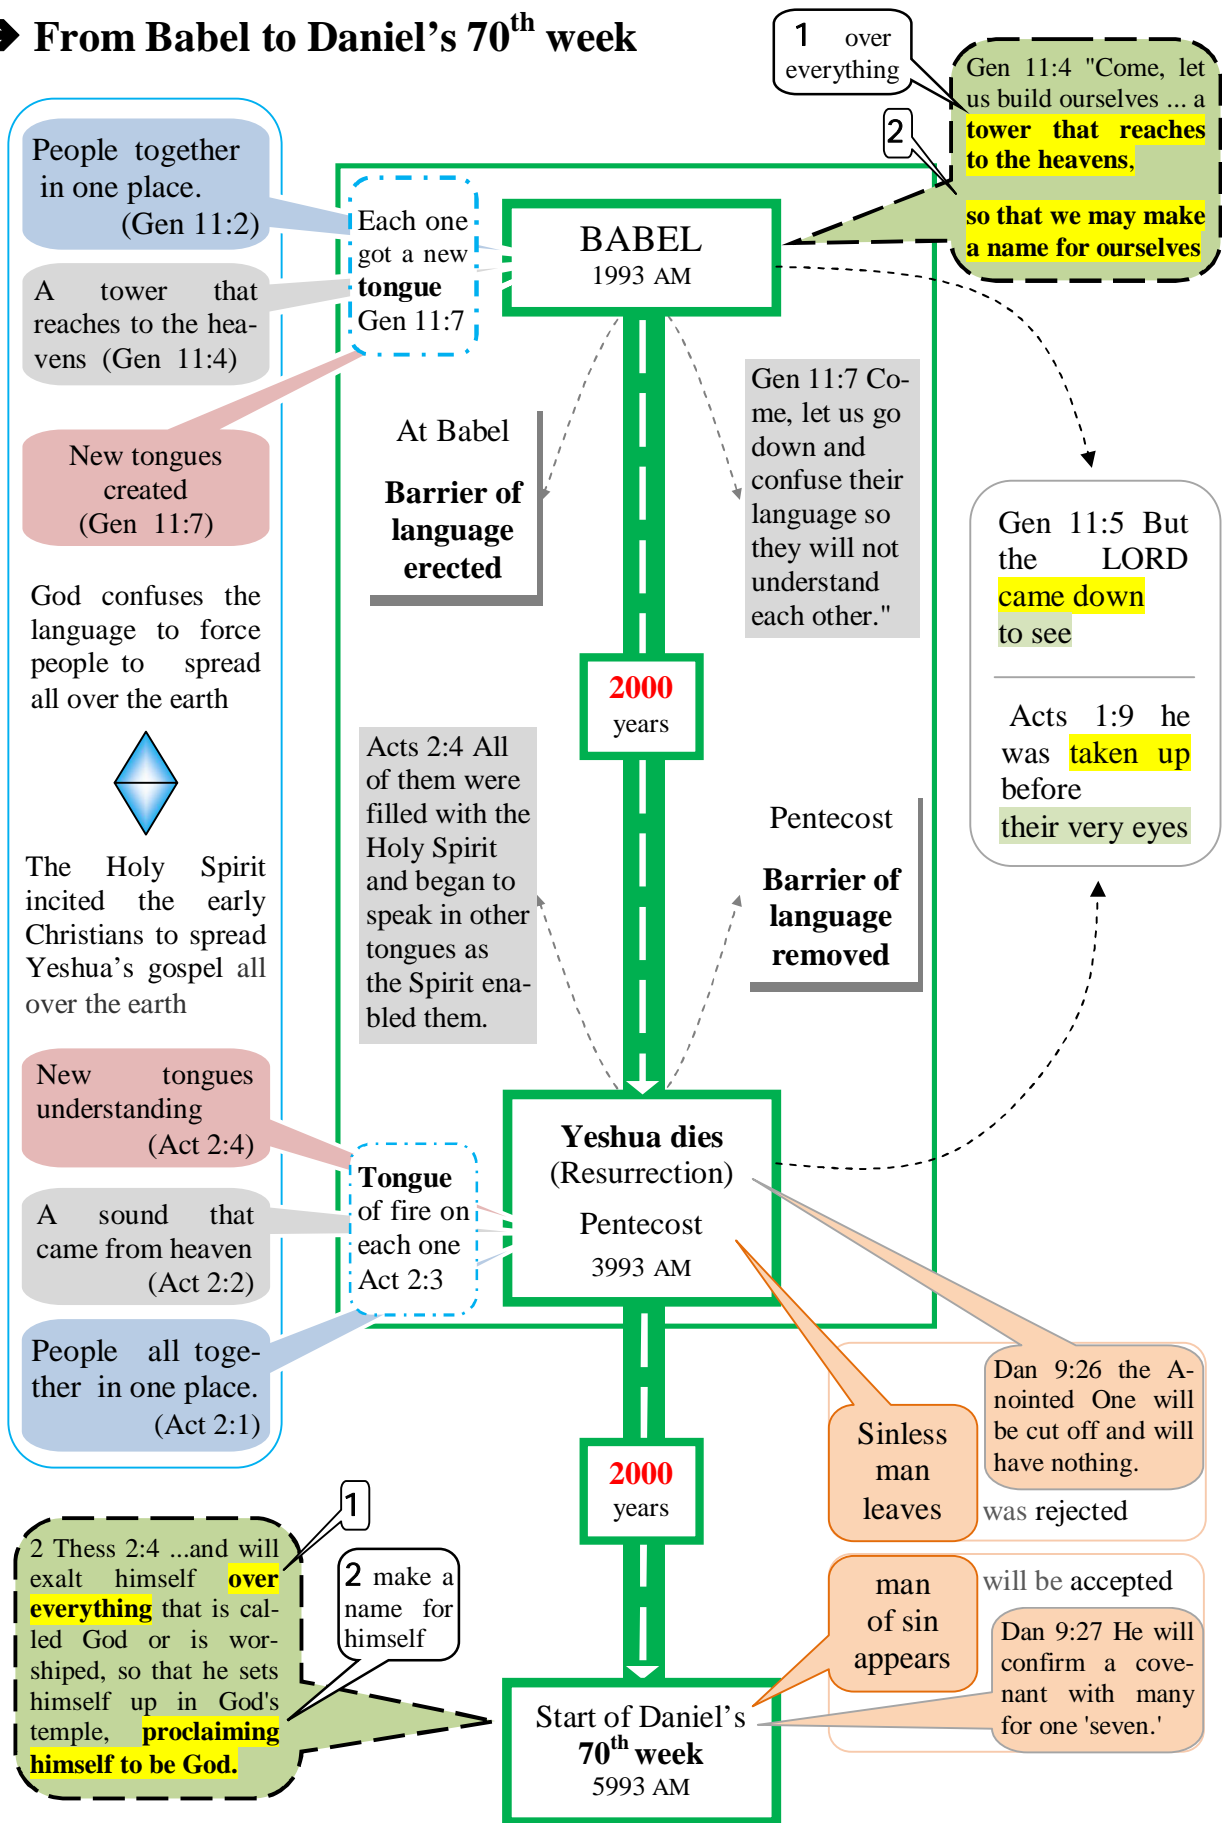 From Babel to Daniel's 70th week
1 over
everything
Gen 11:4 "Come, let
us build ourselves ... a
tower that reaches
to the heavens,
so that we may make
a name for ourselves
2
People together
in one place.
(Gen 11:2)
A tower that
reaches to the hea-
vens (Gen 11:4)
New tongues
created
(Gen 11:7)
Each one
got a new
tongue
Gen 11:7
BABEL
1993 AM
At Babel
Barrier of
language
erected
Gen 11:7 Co-
me, let us go
down and
confuse their
language so
they will not
understand
each other."
Gen 11:5 But
the LORD
came down
to see
Acts 1:9 he
was taken up
before
their very eyes
God confuses the
language to force
people to spread
all over the earth
The Holy Spirit
incited the early
Christians to spread
Yeshua's gospel all
over the earth
2000
years
Acts 2:4 All
of them were
filled with the
Holy Spirit
and began to
speak in other
tongues as
the Spirit ena-
bled them.
Pentecost
Barrier of
language
removed
New tongues
understanding
(Act 2:4)
A sound that
came from heaven
(Act 2:2)
People all toge-
ther in one place.
(Act 2:1)
Tongue
of fire on
each one
Act 2:3
Yeshua dies
(Resurrection)
Pentecost
3993 AM
Dan 9:26 the A-
nointed One will
be cut off and will
have nothing.
Sinless
man
leaves
was rejected
2000
years
1
2 Thess 2:4 ...and will
exalt himself over
everything that is cal-
led God or is wor-
shiped, so that he sets
himself up in God's
temple, proclaiming
himself to be God.
2 make a
name for
himself
man
of sin
appears
will be accepted
Dan 9:27 He will
confirm a cove-
nant with many
for one 'seven.'
Start of Daniel's
70th week
5993 AM